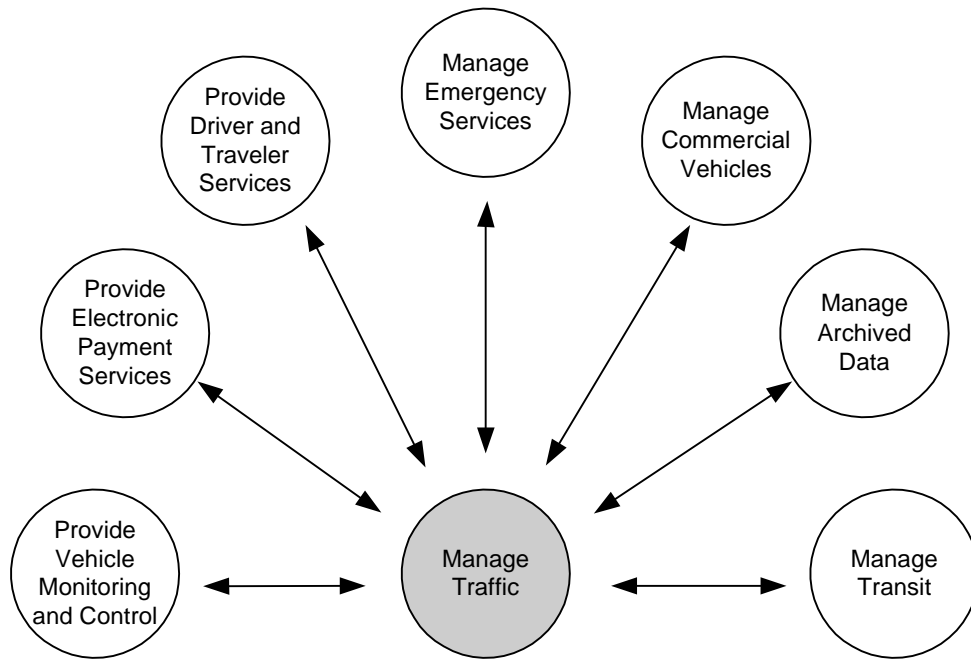 Manage
Emergency
Services
Provide
Driver and
Traveler
Services
Manage
Commercial
Vehicles
Provide
Electronic
Payment
Services
Manage
Archived
Data
Provide
Vehicle
Monitoring
and Control
Manage
Traffic
Manage
Transit